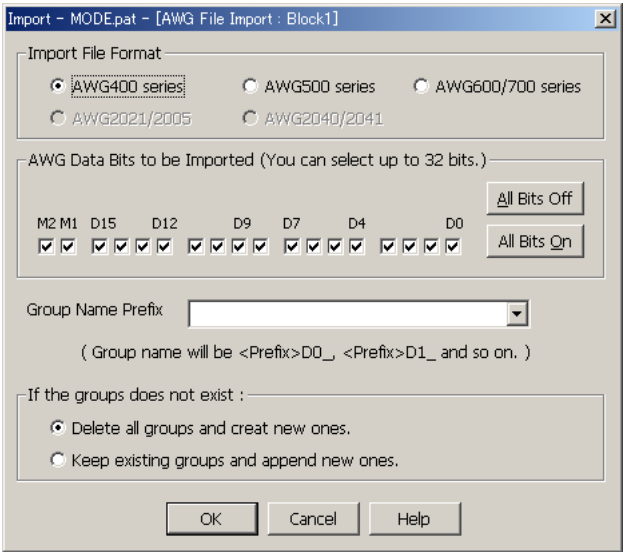 Import - MODE.pat - [AWG File Import : Block1]
Import File Format
AWG400 series AWG500 series AWG600/700 series
AWG2021/2005 AWG2040/2041
AWG Data Bits to be Imported (You can select up to 32 bits.)
All Bits Off
M2 M1 D15 D12 D9 D7 D4 D0
All Bits On
Group Name Prefix
( Group name will be <Prefix>D0_, <Prefix>D1_ and so on. )
If the groups does not exist :
Delete all groups and creat new ones.
Keep existing groups and append new ones.
OK Cancel Help